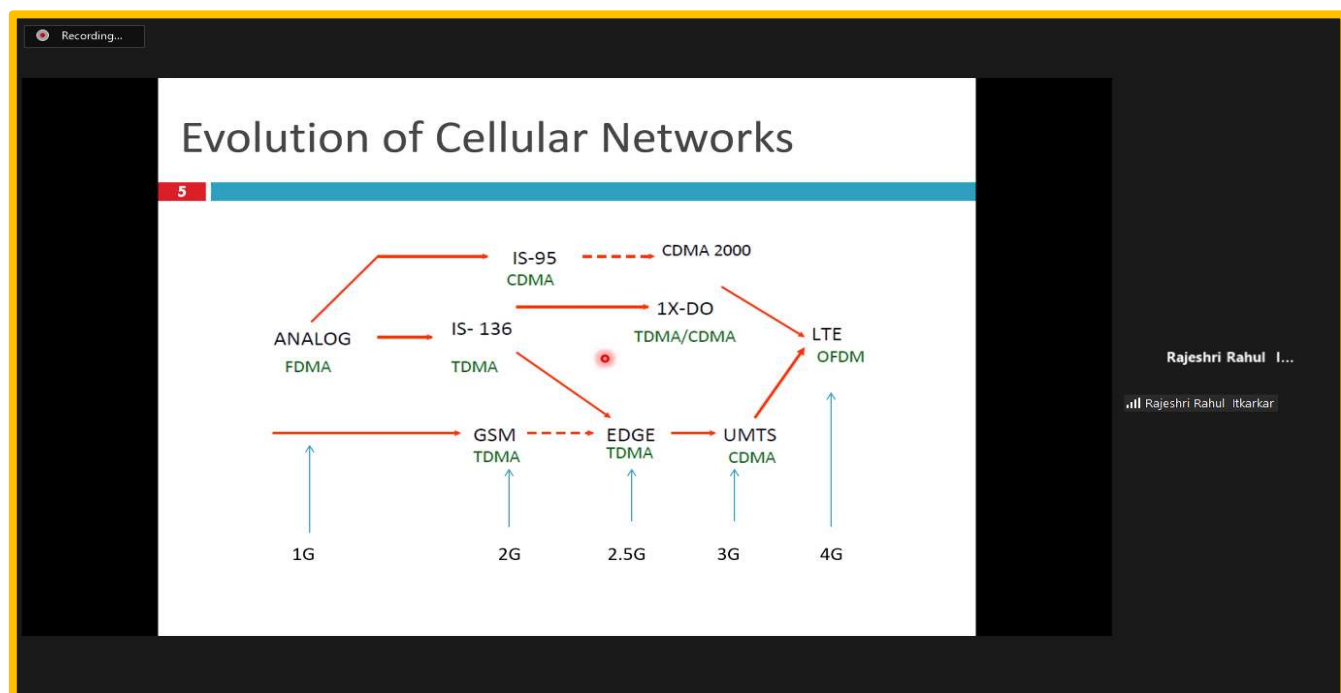 Recording...
Evolution of Cellular Networks
5
IS-95
CDMA
CDMA 2000
1X-DO
TDMA/CDMA
ANALOG
FDMA
IS- 136
TDMA
LTE
OFDM
GSM
TDMA
EDGE
TDMA
UMTS
CDMA
1G
2G
2.5G
3G
4G
Rajeshri Rahul I...
Rajeshri Rahul Itkarkar